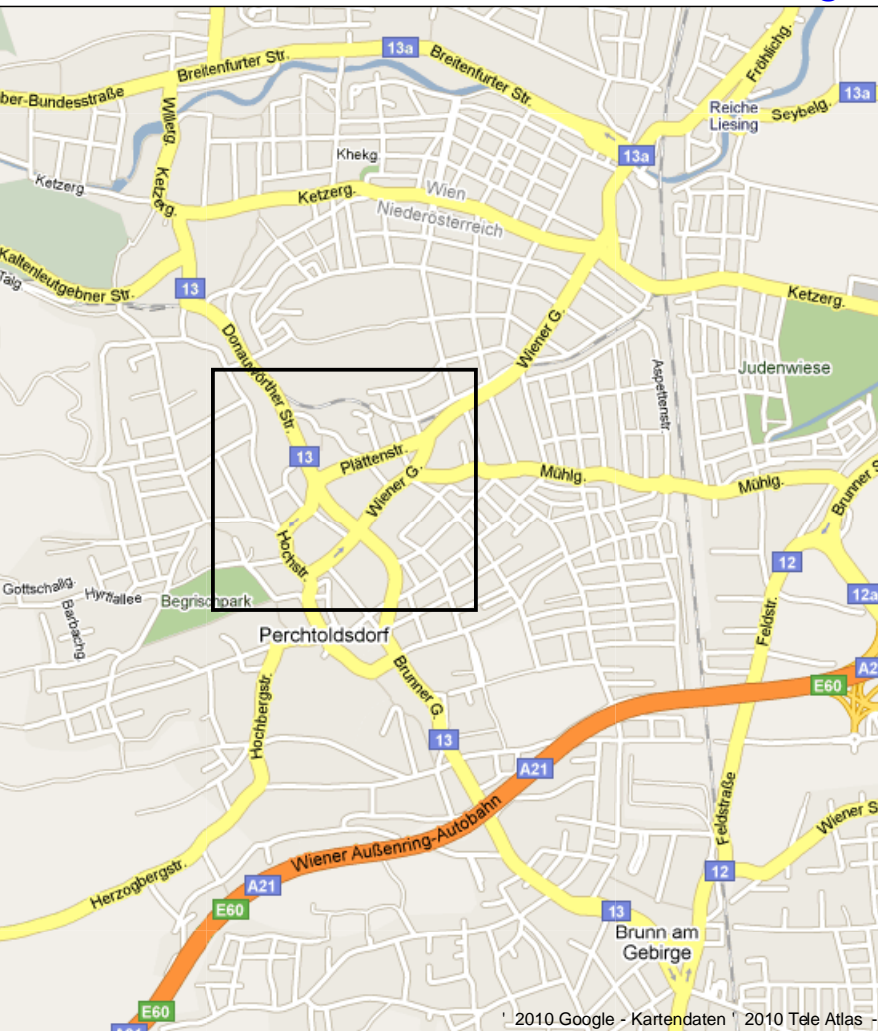 13a
Breitenfurter Str.
Breitenfurter Str.
Fröhlichg.
13a
ber-Bundesstraße
Willerg.
Reiche
Liesing
Seybelg.
13a
Khekg
Ketzerg.
Ketzerg.
Ketzerg.
Wien
Niederösterreich
Kaltenleutgebner Str.
Talg
13
Ketzerg.
Donauwörther Str.
Wiener G.
Aspettenstr.
Judenwiese
13
Plättenstr.
Wiener G.
Mühlg.
Mühlg.
Brunner S
Hochstr.
12
Gottschallg.
Hyrtlallee
Begrischpark
Barbachg.
12a
Perchtoldsdorf
Feldstr.
Brunner G.
A2
E60
Hochbergstr.
13
A21
Feldstraße
Wiener Außenring-Autobahn
Wiener S
Herzogbergstr.
A21
12
E60
13
Brunn am
Gebirge
E60
' 2010 Google - Kartendaten ' 2010 Tele Atlas -